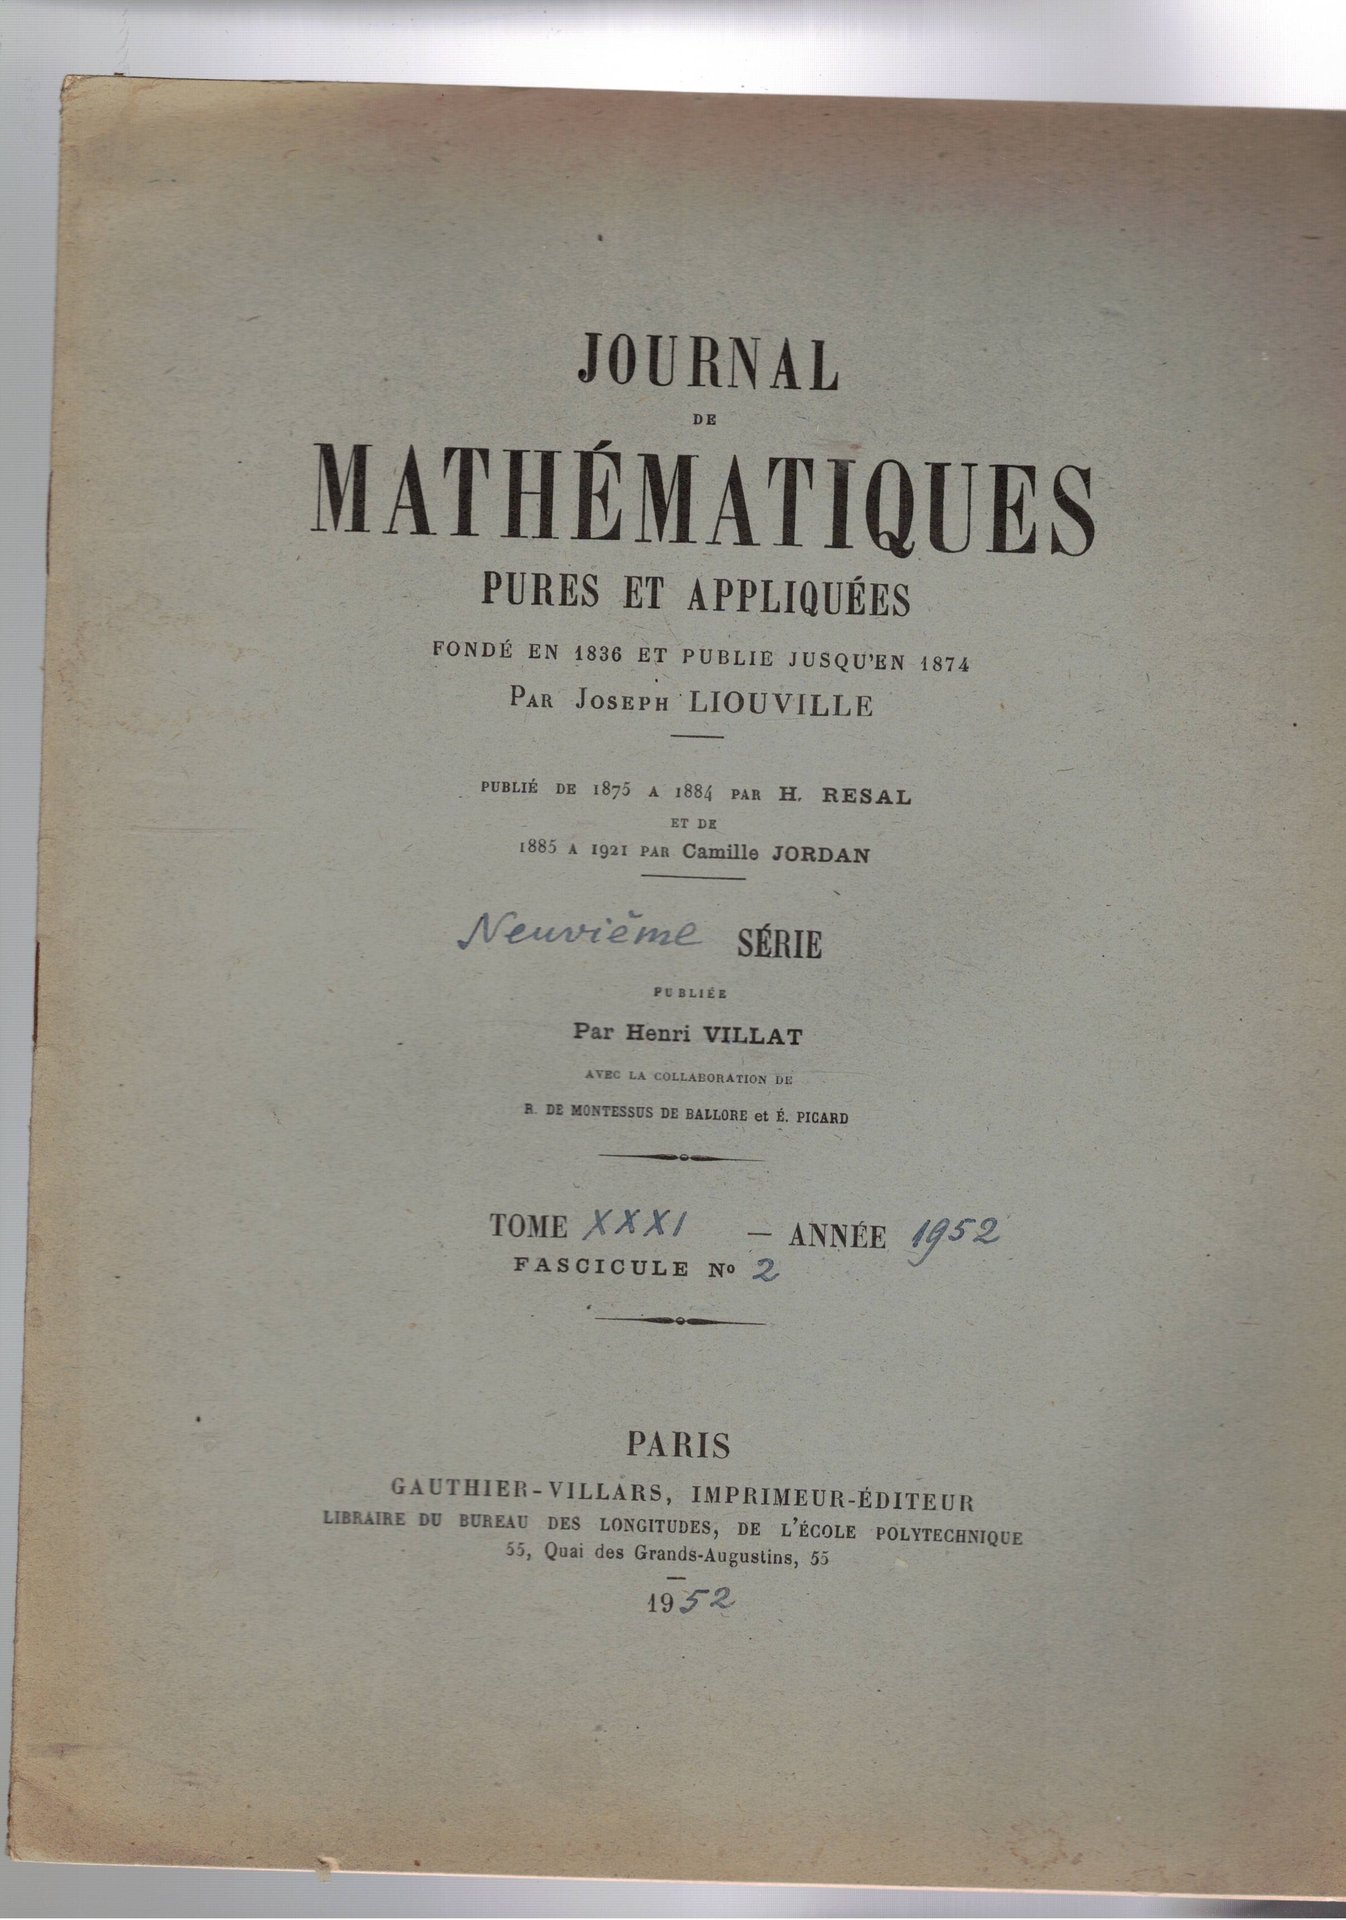 JOURNAL
DE
MATHÉMATIQUES
PURES ET APPLIQUÉES
FONDÉ EN 1836 ET PUBLIÉ JUSQU'EN 1874
PAR JOSEPH LIOUVILLE
PUBLIÉ DE 1875 A 1884 PAR H. RESAL
ET DE
1885 A 1921 PAR Camille JORDAN
Neuvième SÉRIE
PUBLIÉE
Par Henri VILLAT
AVEC LA COLLABORATION DE
R. DE MONTESSUS DE BALLORE et É. PICARD
TOME XXXI — ANNÉE 1952
FASCICULE No 2
PARIS
GAUTHIER-VILLARS, IMPRIMEUR-ÉDITEUR
LIBRAIRE DU BUREAU DES LONGITUDES, DE L'ÉCOLE POLYTECHNIQUE
55, Quai des Grands-Augustins, 55
1952